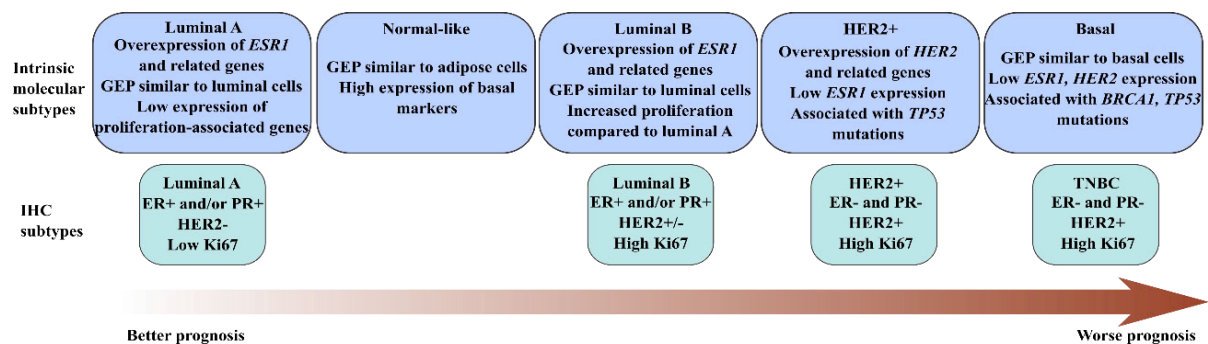 Intrinsic
molecular
subtypes
Luminal A
Overexpression of ESR1
and related genes
GEP similar to luminal cells
Low expression of
proliferation-associated genes
Normal-like
GEP similar to adipose cells
High expression of basal
markers
Luminal B
Overexpression of ESR1
and related genes
GEP similar to luminal cells
Increased proliferation
compared to luminal A
HER2+
Overexpression of HER2
and related genes
Low ESR1 expression
Associated with TP53
mutations
Basal
GEP similar to basal cells
Low ESR1, HER2 expression
Associated with BRCA1, TP53
mutations
IHC
subtypes
Luminal A
ER+ and/or PR+
HER2-
Low Ki67
Luminal B
ER+ and/or PR+
HER2+/-
High Ki67
HER2+
ER- and PR-
HER2+
High Ki67
TNBC
ER- and PR-
HER2+
High Ki67
Better prognosis
Worse prognosis